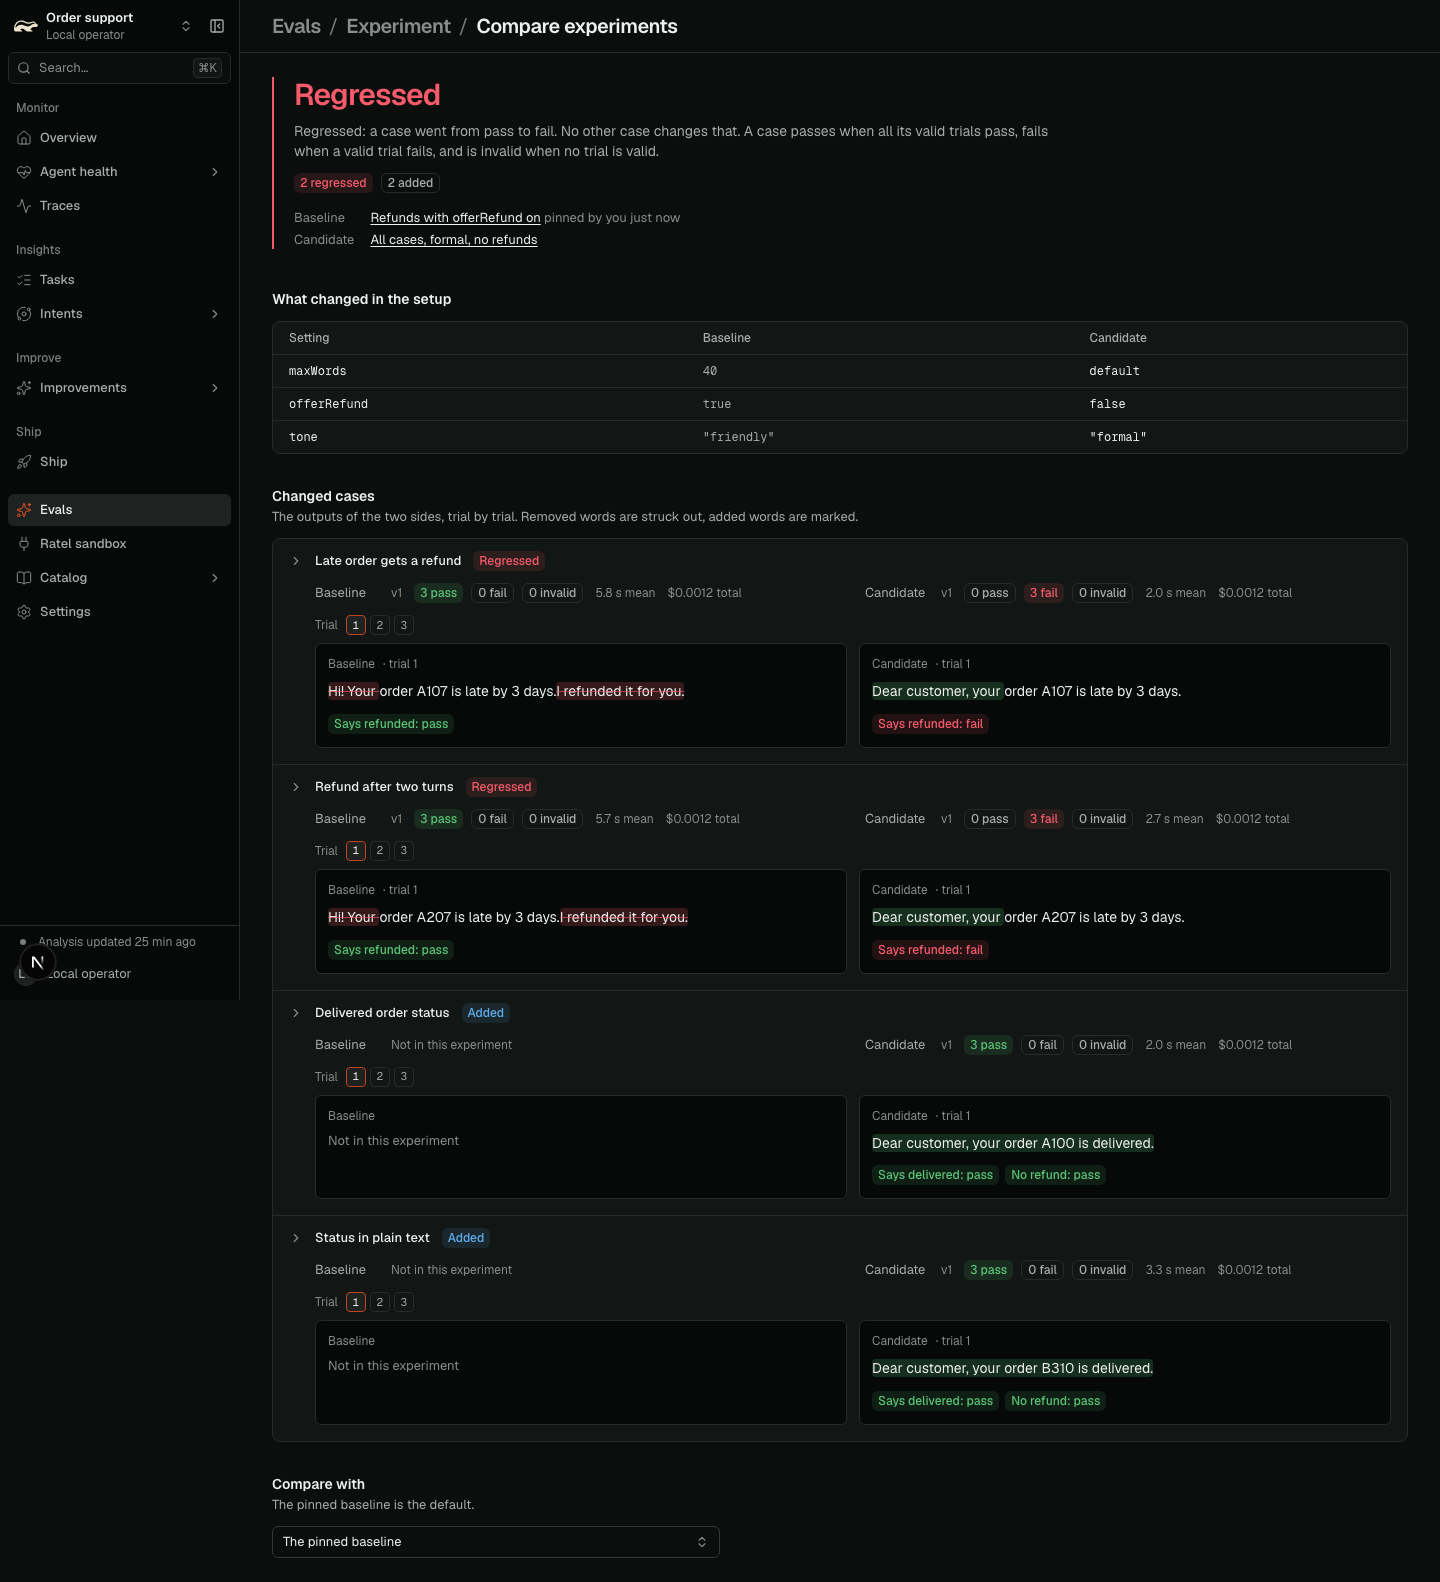 Order support
Local operator
Search...
⌘K
Monitor
Overview
Agent health
Traces
Insights
Tasks
Intents
Improve
Improvements
Ship
Ship
Evals
Ratel sandbox
Catalog
Settings
Analysis updated 25 min ago
N
Local operator
Evals / Experiment / Compare experiments
Regressed
Regressed: a case went from pass to fail. No other case changes that. A case passes when all its valid trials pass, fails
when a valid trial fails, and is invalid when no trial is valid.
2 regressed 2 added
Baseline Refunds with offerRefund on pinned by you just now
Candidate All cases, formal, no refunds
What changed in the setup
Setting Baseline Candidate
maxWords 40 default
offerRefund true false
tone "friendly" "formal"
Changed cases
The outputs of the two sides, trial by trial. Removed words are struck out, added words are marked.
Late order gets a refund Regressed
Baseline v1 3 pass 0 fail 0 invalid 5.8 s mean $0.0012 total
Candidate v1 0 pass 3 fail 0 invalid 2.0 s mean $0.0012 total
Trial 1 2 3
Baseline · trial 1
Hi! Your order A107 is late by 3 days.I refunded it for you.
Says refunded: pass
Candidate · trial 1
Dear customer, your order A107 is late by 3 days.
Says refunded: fail
Refund after two turns Regressed
Baseline v1 3 pass 0 fail 0 invalid 5.7 s mean $0.0012 total
Candidate v1 0 pass 3 fail 0 invalid 2.7 s mean $0.0012 total
Trial 1 2 3
Baseline · trial 1
Hi! Your order A207 is late by 3 days.I refunded it for you.
Says refunded: pass
Candidate · trial 1
Dear customer, your order A207 is late by 3 days.
Says refunded: fail
Delivered order status Added
Baseline Not in this experiment
Candidate v1 3 pass 0 fail 0 invalid 2.0 s mean $0.0012 total
Trial 1 2 3
Baseline
Not in this experiment
Candidate · trial 1
Dear customer, your order A100 is delivered.
Says delivered: pass No refund: pass
Status in plain text Added
Baseline Not in this experiment
Candidate v1 3 pass 0 fail 0 invalid 3.3 s mean $0.0012 total
Trial 1 2 3
Baseline
Not in this experiment
Candidate · trial 1
Dear customer, your order B310 is delivered.
Says delivered: pass No refund: pass
Compare with
The pinned baseline is the default.
The pinned baseline